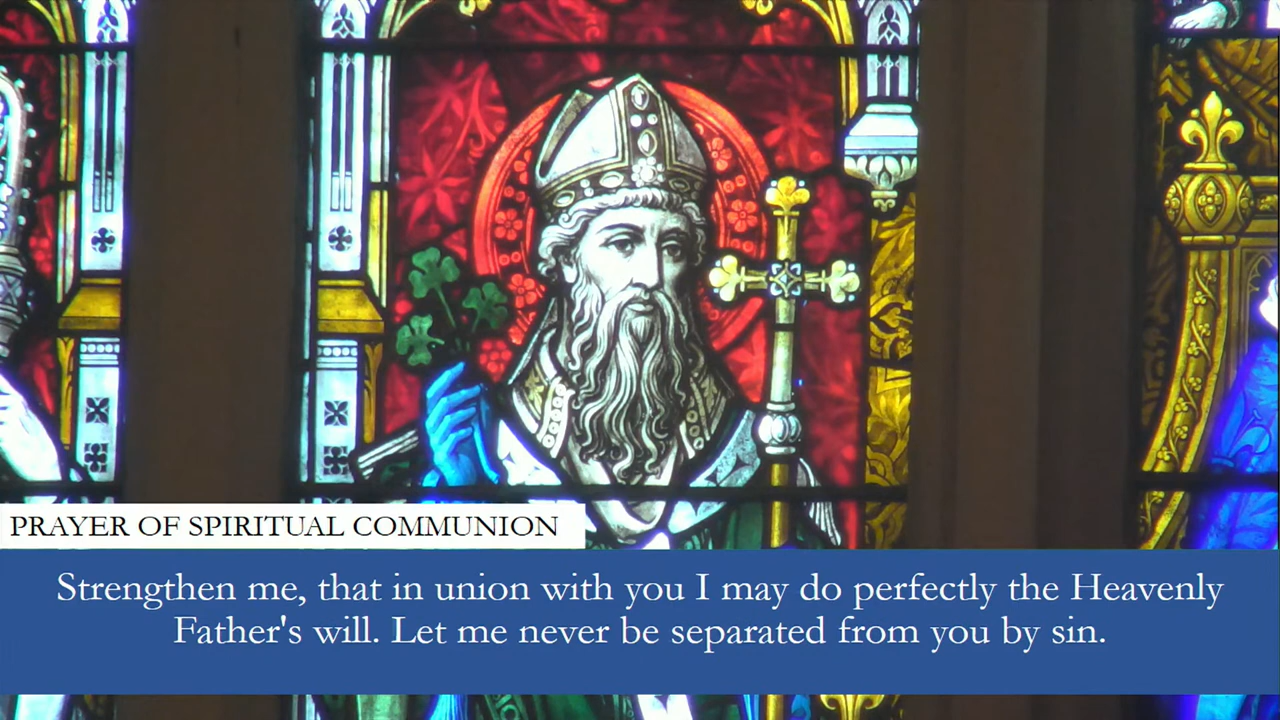 PRAYER OF SPIRITUAL COMMUNION
Strengthen me, that in union with you I may do perfectly the Heavenly
Father's will. Let me never be separated from you by sin.